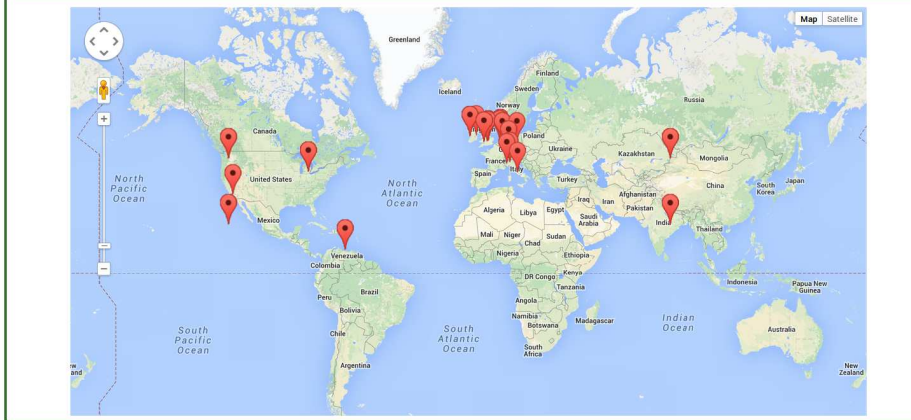 Map Satellite
Greenland
Iceland
Finland
Sweden
Norway
Russia
Canada
Poland
Ukraine
Kazakhstan
Mongolia
France
Italy
Spain
Turkey
United States
North
Pacific
Ocean
North
Atlantic
Ocean
China
South
Korea
Japan
Afghanistan
Iraq
Iran
Pakistan
Algeria
Libya
Egypt
Saudi
Arabia
India
Thailand
Mexico
Mali
Niger
Chad
Sudan
Nigeria
Ethiopia
Venezuela
Colombia
DR Congo
Kenya
Tanzania
Indonesia
Papua New
Guinea
Peru
Brazil
Bolivia
Angola
Namibia
Botswana
Madagascar
South
Pacific
Ocean
South
Atlantic
Ocean
Indian
Ocean
Chile
Australia
South
Africa
Argentina
New
Zealand